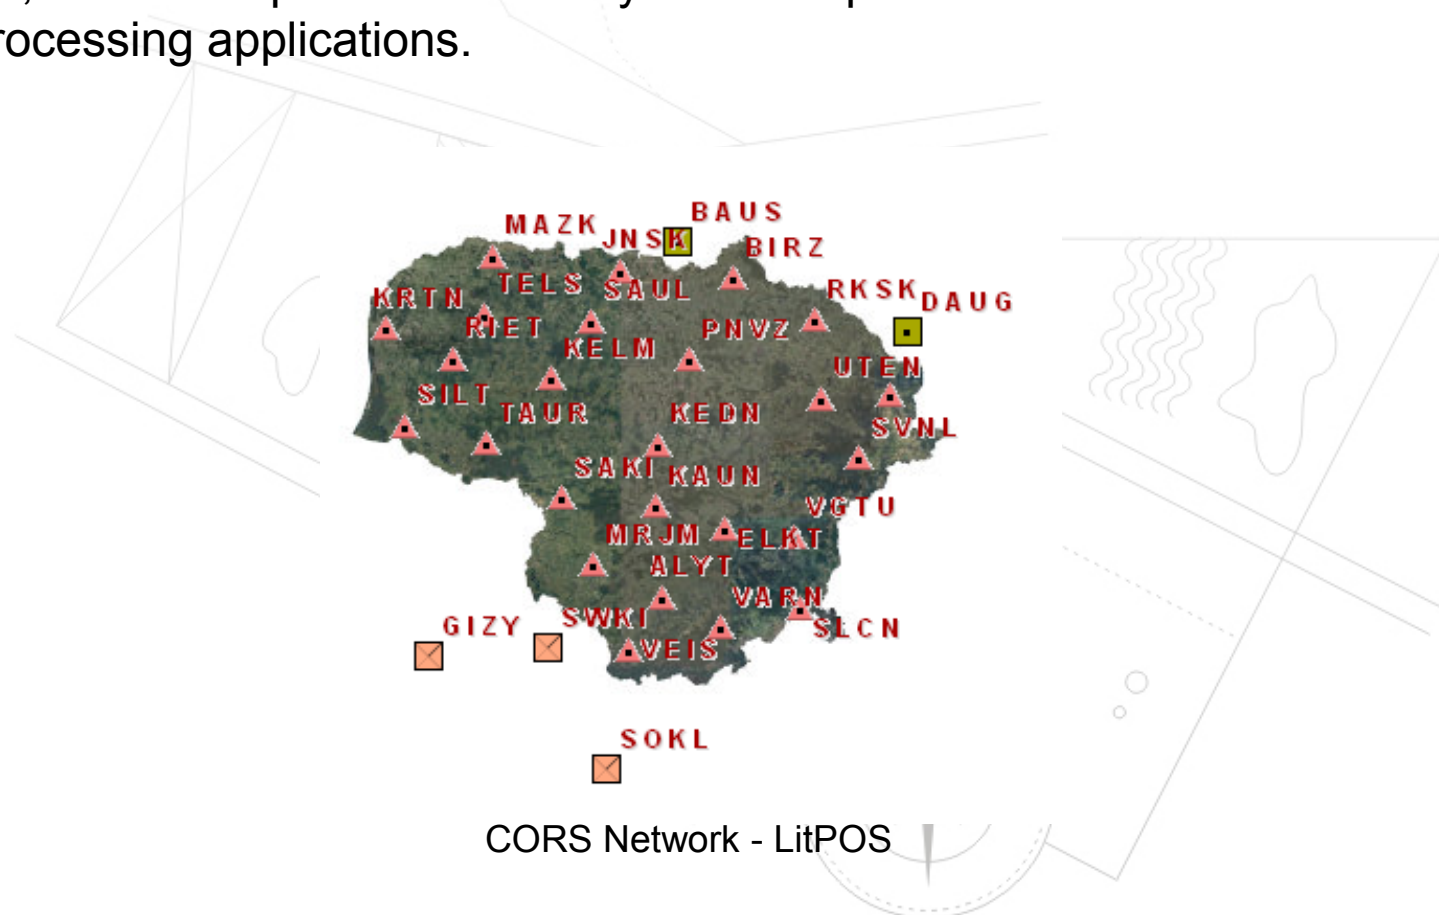 rocessing applications.
BAUS
MAZK
JNSK
BIRZ
TELS
SAUL
RKSK
KRTN
DAUG
RIET
PNVZ
KELM
UTEN
SILT
TAUR
KEDN
SVNL
SAKI
KAUN
VGTU
MRJM
ELKT
ALYT
VARN
SWKI
GIZY
SLCN
VEIS
SOKL
CORS Network - LitPOS